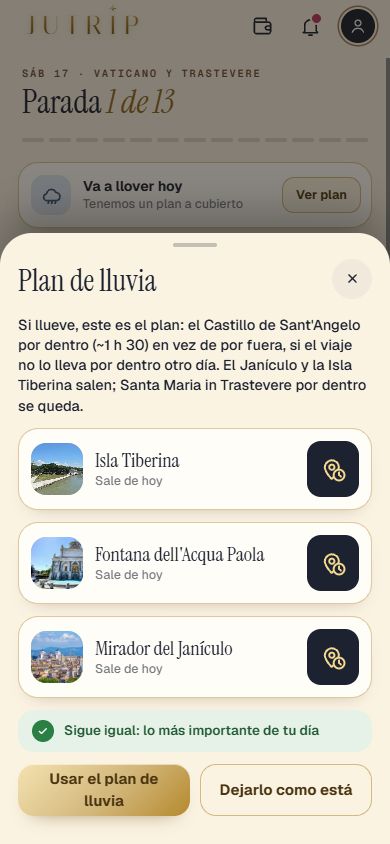 JUTRIP
SÁB 17 · VATICANO Y TRASTEVERE
Parada 1 de 13
Va a llover hoy
Tenemos un plan a cubierto
Ver plan
Plan de lluvia
Si llueve, este es el plan: el Castillo de Sant'Angelo
por dentro (~1 h 30) en vez de por fuera, si el viaje
no lo lleva por dentro otro día. El Janículo y la Isla
Tiberina salen; Santa Maria in Trastevere por dentro
se queda.
Isla Tiberina
Sale de hoy
Fontana dell'Acqua Paola
Sale de hoy
Mirador del Janículo
Sale de hoy
Sigue igual: lo más importante de tu día
Usar el plan de
lluvia
Dejarlo como está